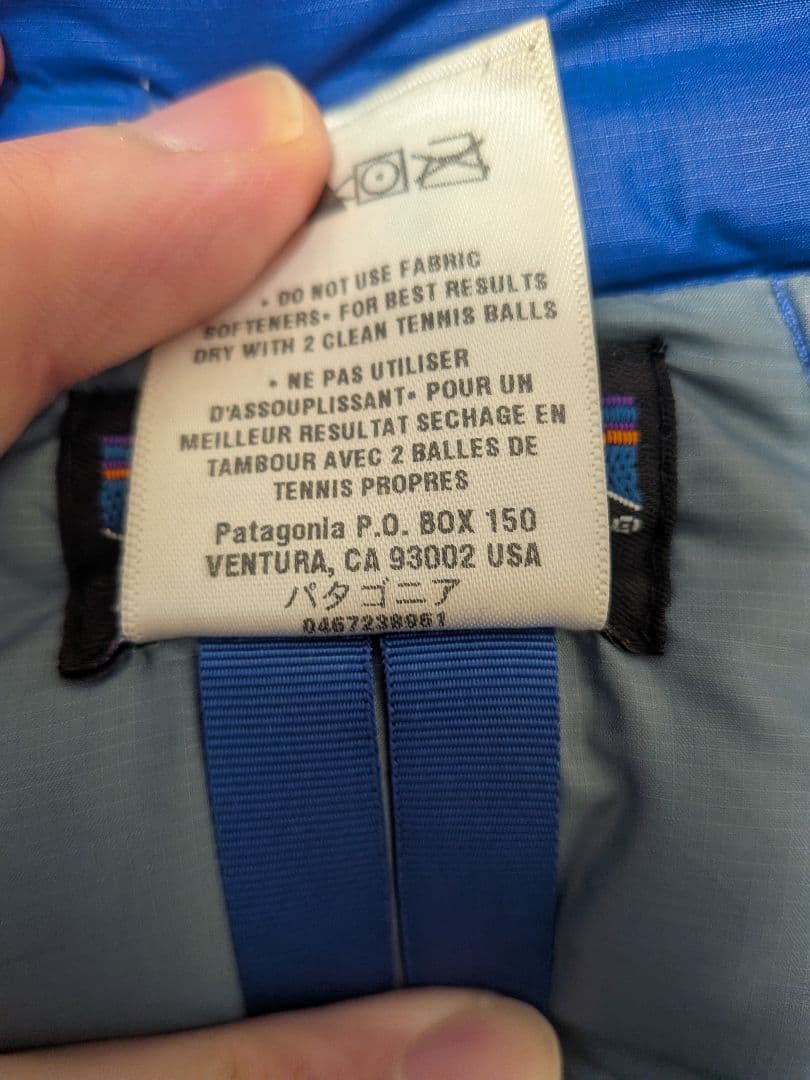 • DO NOT USE FABRIC
SOFTENERS• FOR BEST RESULTS
DRY WITH 2 CLEAN TENNIS BALLS
• NE PAS UTILISER
D'ASSOUPLISSANT• POUR UN
MEILLEUR RESULTAT SECHAGE EN
TAMBOUR AVEC 2 BALLES DE
TENNIS PROPRES
Patagonia P.O. BOX 150
VENTURA, CA 93002 USA
パタゴニア
0467238961